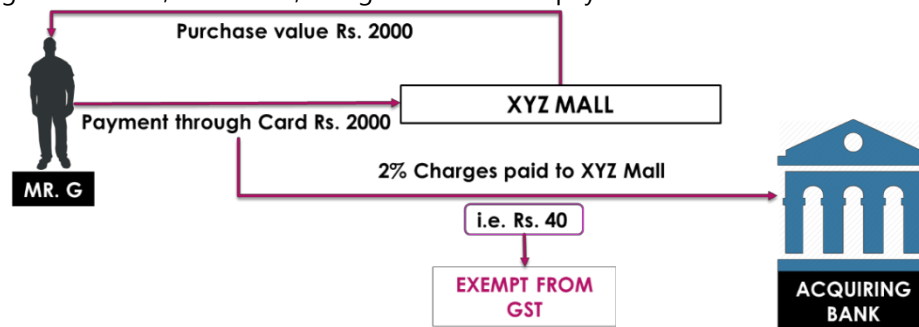 Purchase value Rs. 2000
XYZ MALL
Payment through Card Rs. 2000
MR. G
2% Charges paid to XYZ Mall
i.e. Rs. 40
EXEMPT FROM
GST
ACQUIRING
BANK